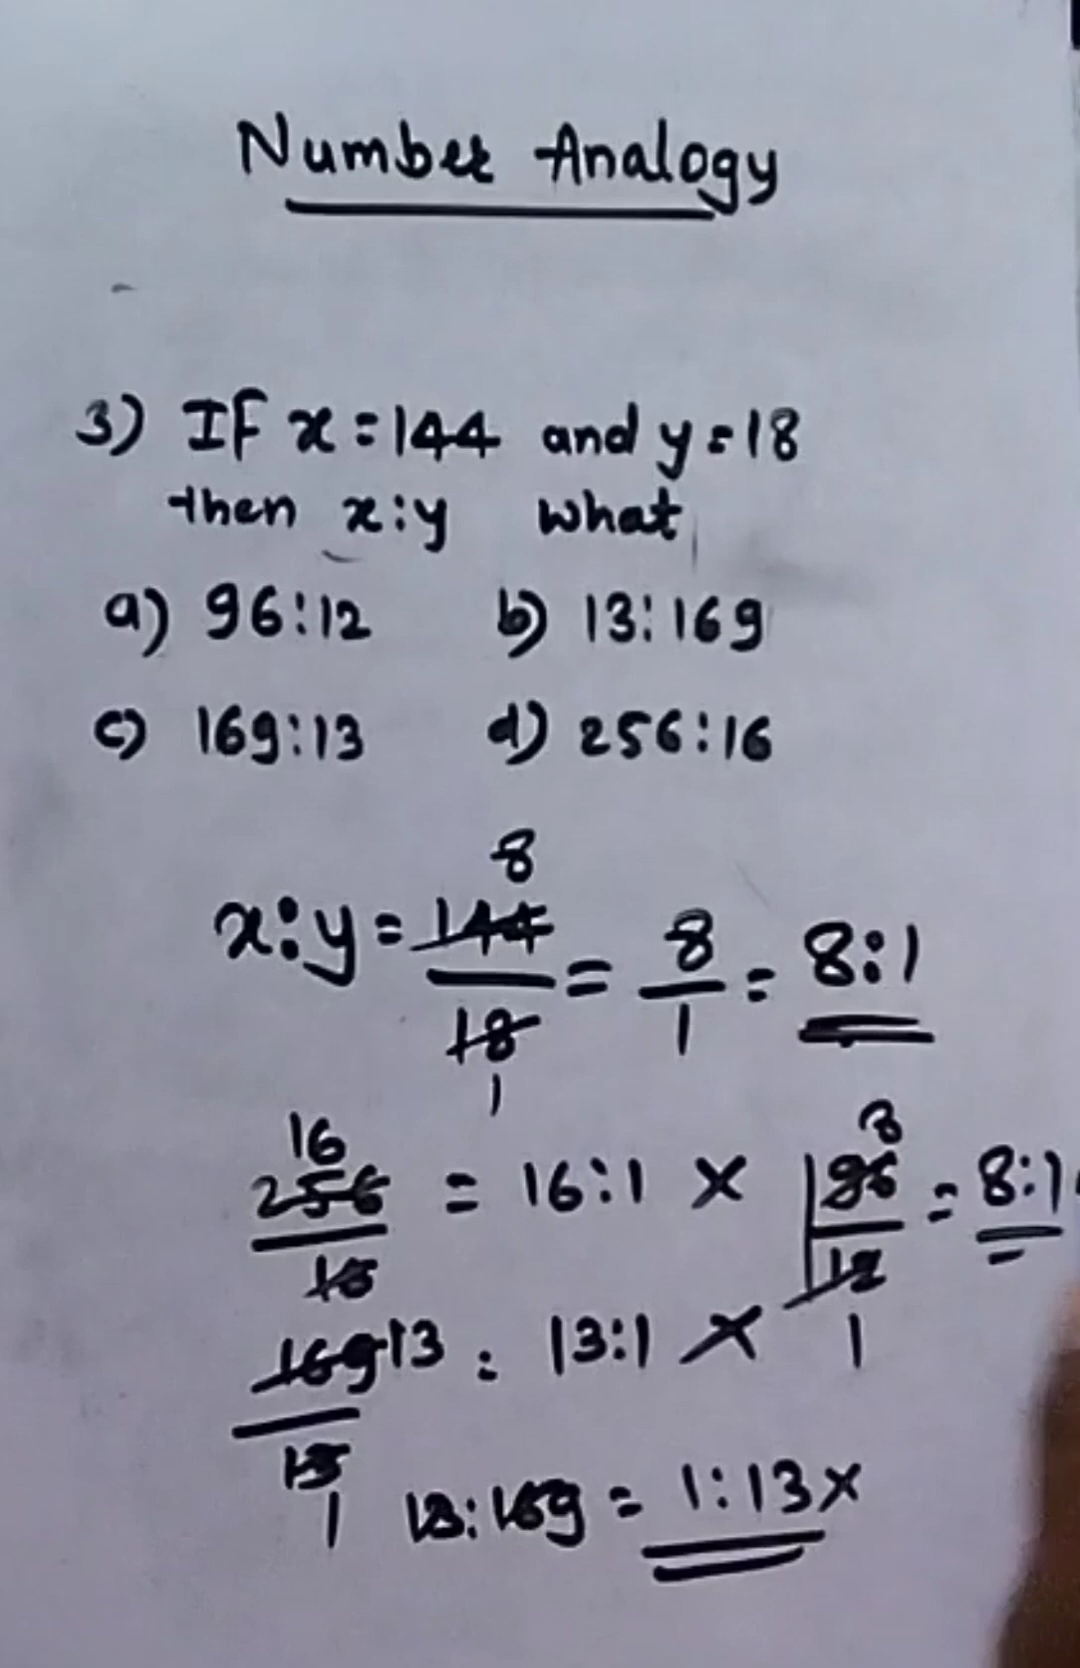 Number Analogy
3) If x=144 and y=18
then x:y what
a) 96:12 b) 13:169
c) 169:13 d) 256:16
8
x:y = 144/18 = 8/1 = 8:1
1
16 8
256/16 = 16:1 × 96/12 = 8:1
169/13 13 = 13:1 × 1
1 13:169 = 1:13×